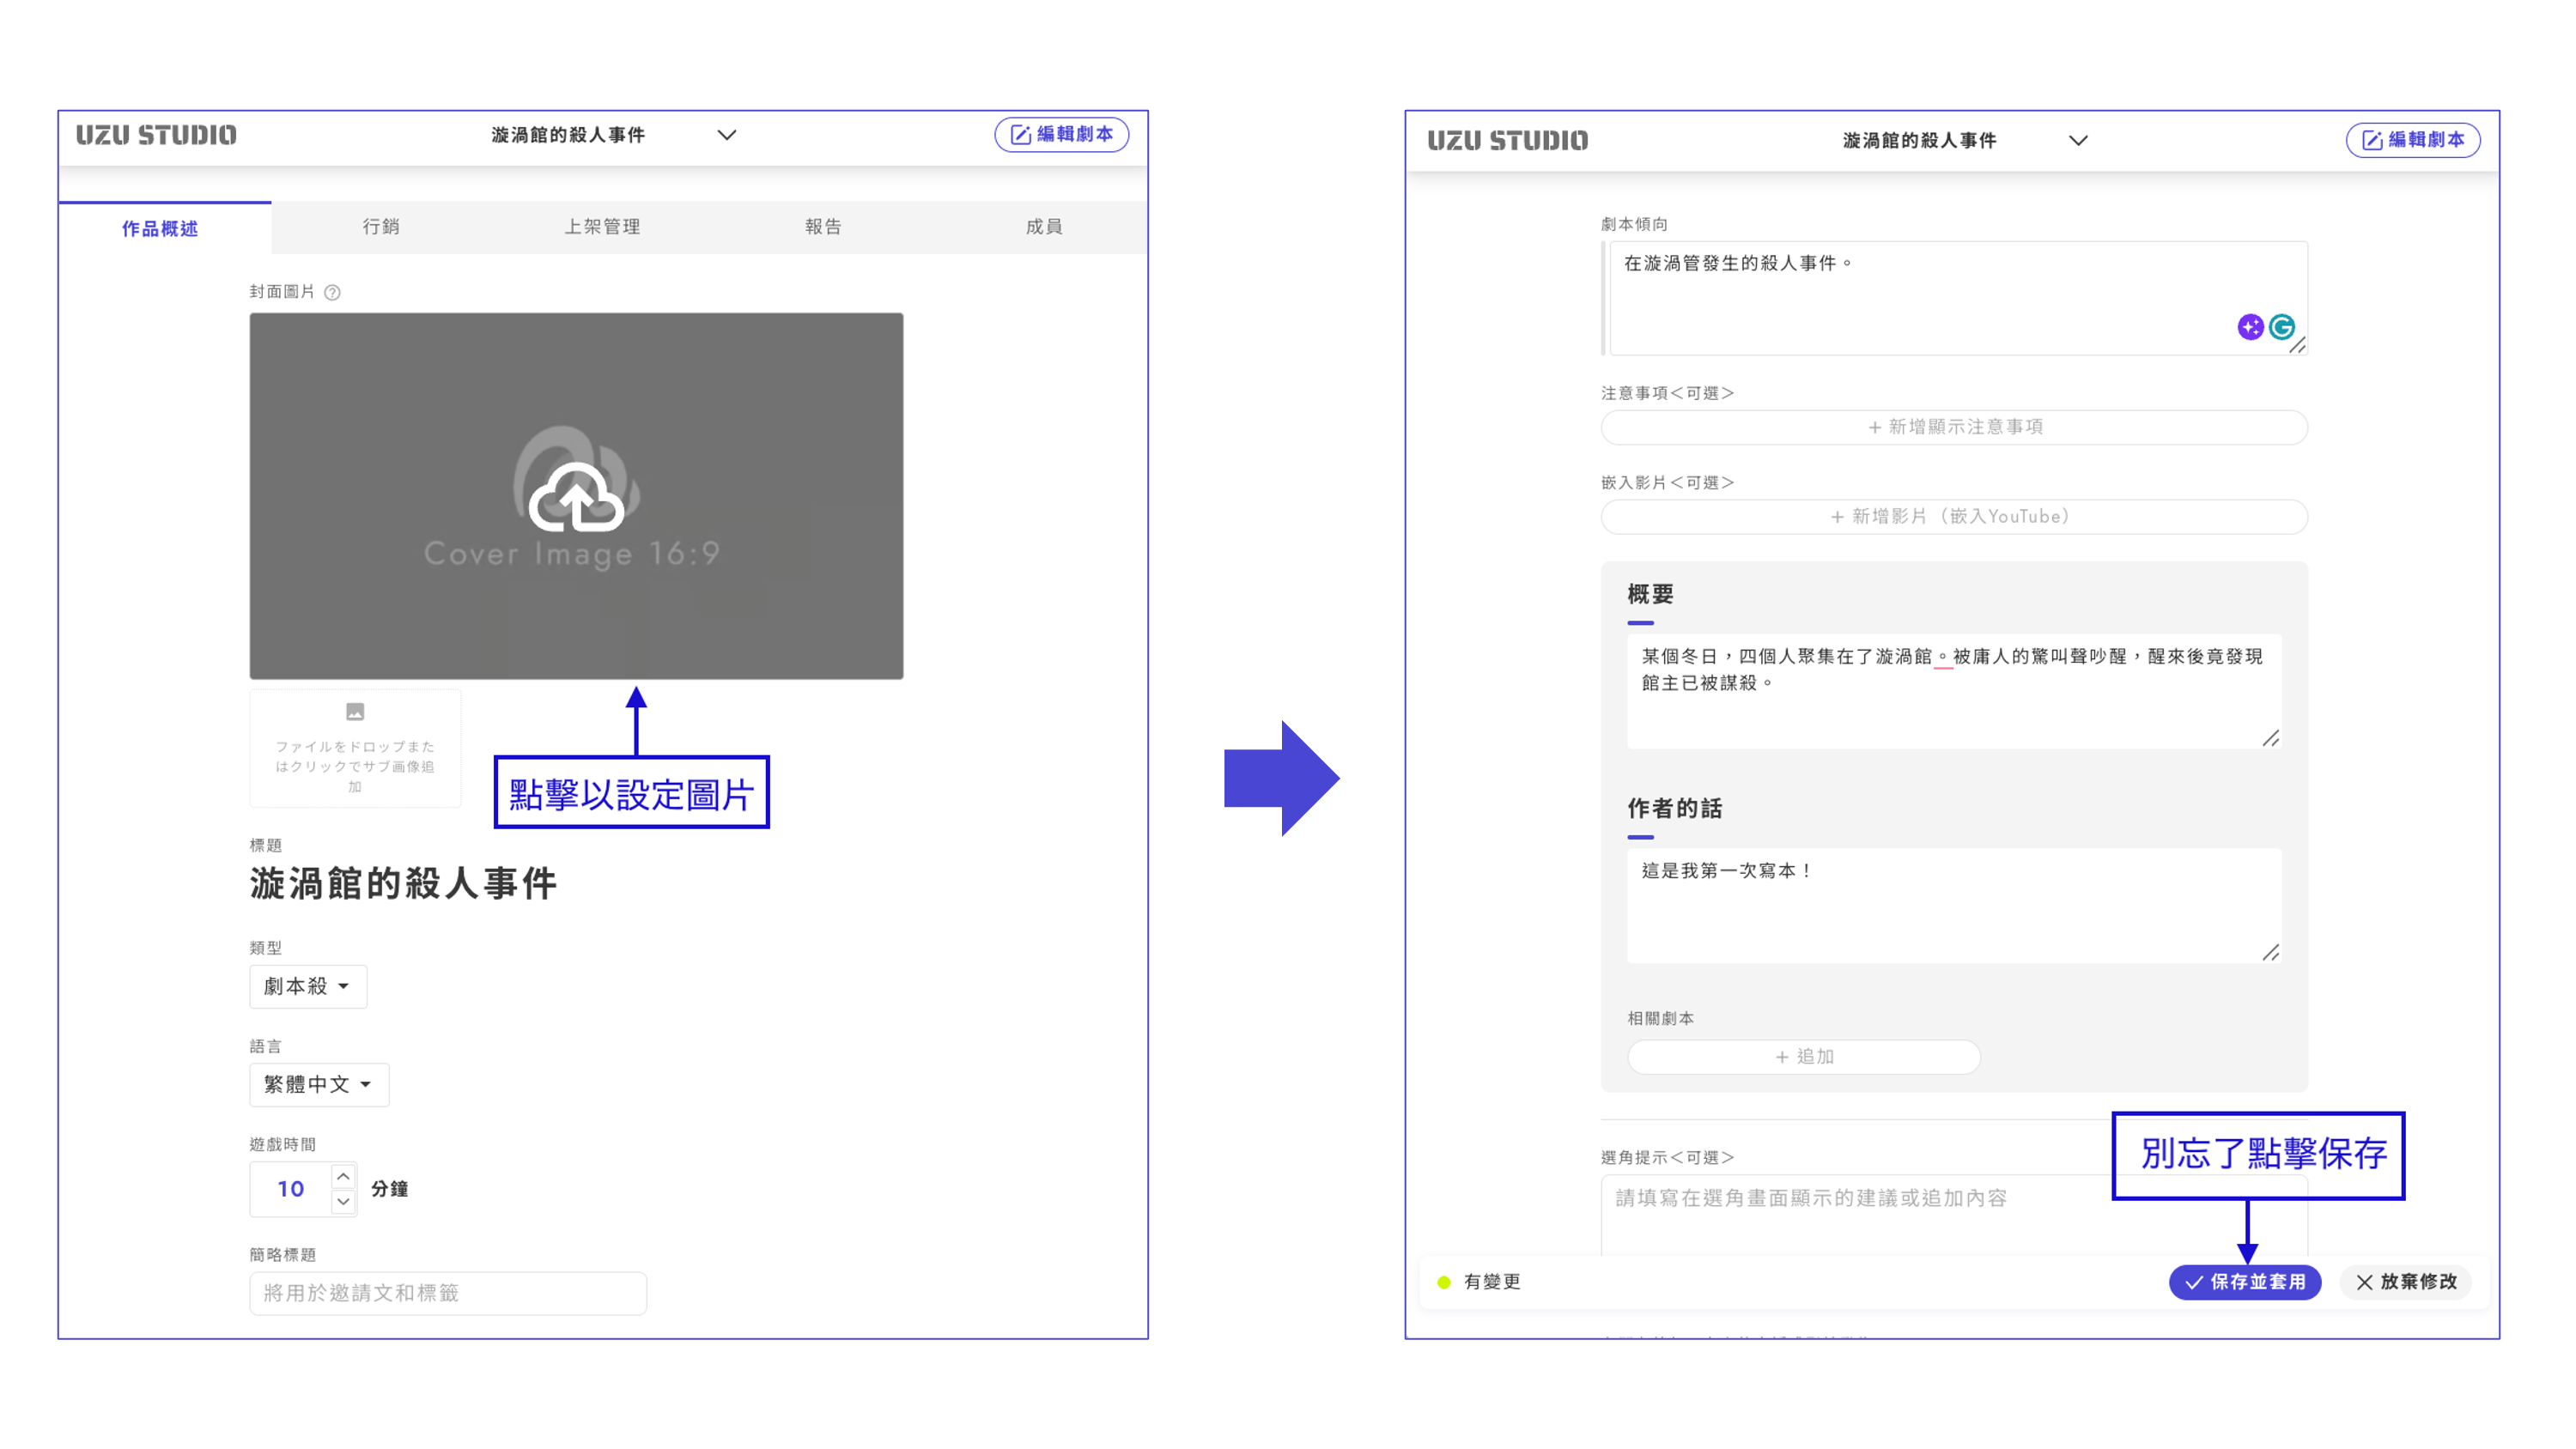 UZU STUDIO
漩渦館的殺人事件
編輯劇本
作品概述
行銷
上架管理
報告
成員
封面圖片
Cover Image 16:9
ファイルをドロップまた
はクリックでサブ画像追
加
點擊以設定圖片
標題
漩渦館的殺人事件
類型
劇本殺
語言
繁體中文
遊戲時間
10 分鐘
簡略標題
將用於邀請文和標籤
UZU STUDIO
漩渦館的殺人事件
編輯劇本
劇本傾向
在漩渦管發生的殺人事件。
注意事項＜可選＞
+ 新增顯示注意事項
嵌入影片＜可選＞
+ 新增影片（嵌入YouTube）
概要
某個冬日，四個人聚集在了漩渦館。被庸人的驚叫聲吵醒，醒來後竟發現
館主已被謀殺。
作者的話
這是我第一次寫本！
相關劇本
+ 追加
別忘了點擊保存
選角提示＜可選＞
請填寫在選角畫面顯示的建議或追加內容
有變更
保存並套用
放棄修改